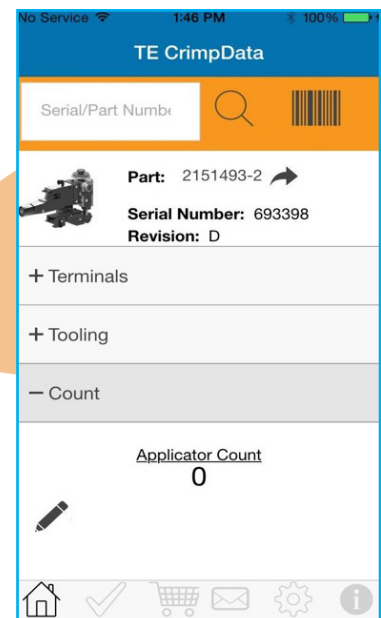 No Service 1:46 PM 100%
TE CrimpData
Serial/Part Numbe
Part: 2151493-2
Serial Number: 693398
Revision: D
+ Terminals
+ Tooling
− Count
Applicator Count
0